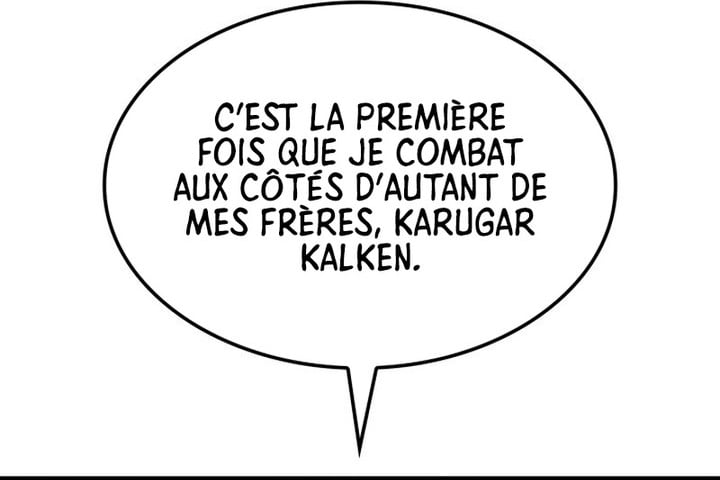 C'EST LA PREMIÈRE
FOIS QUE JE COMBAT
AUX CÔTÉS D'AUTANT DE
MES FRÈRES, KARUGAR
KALKEN.